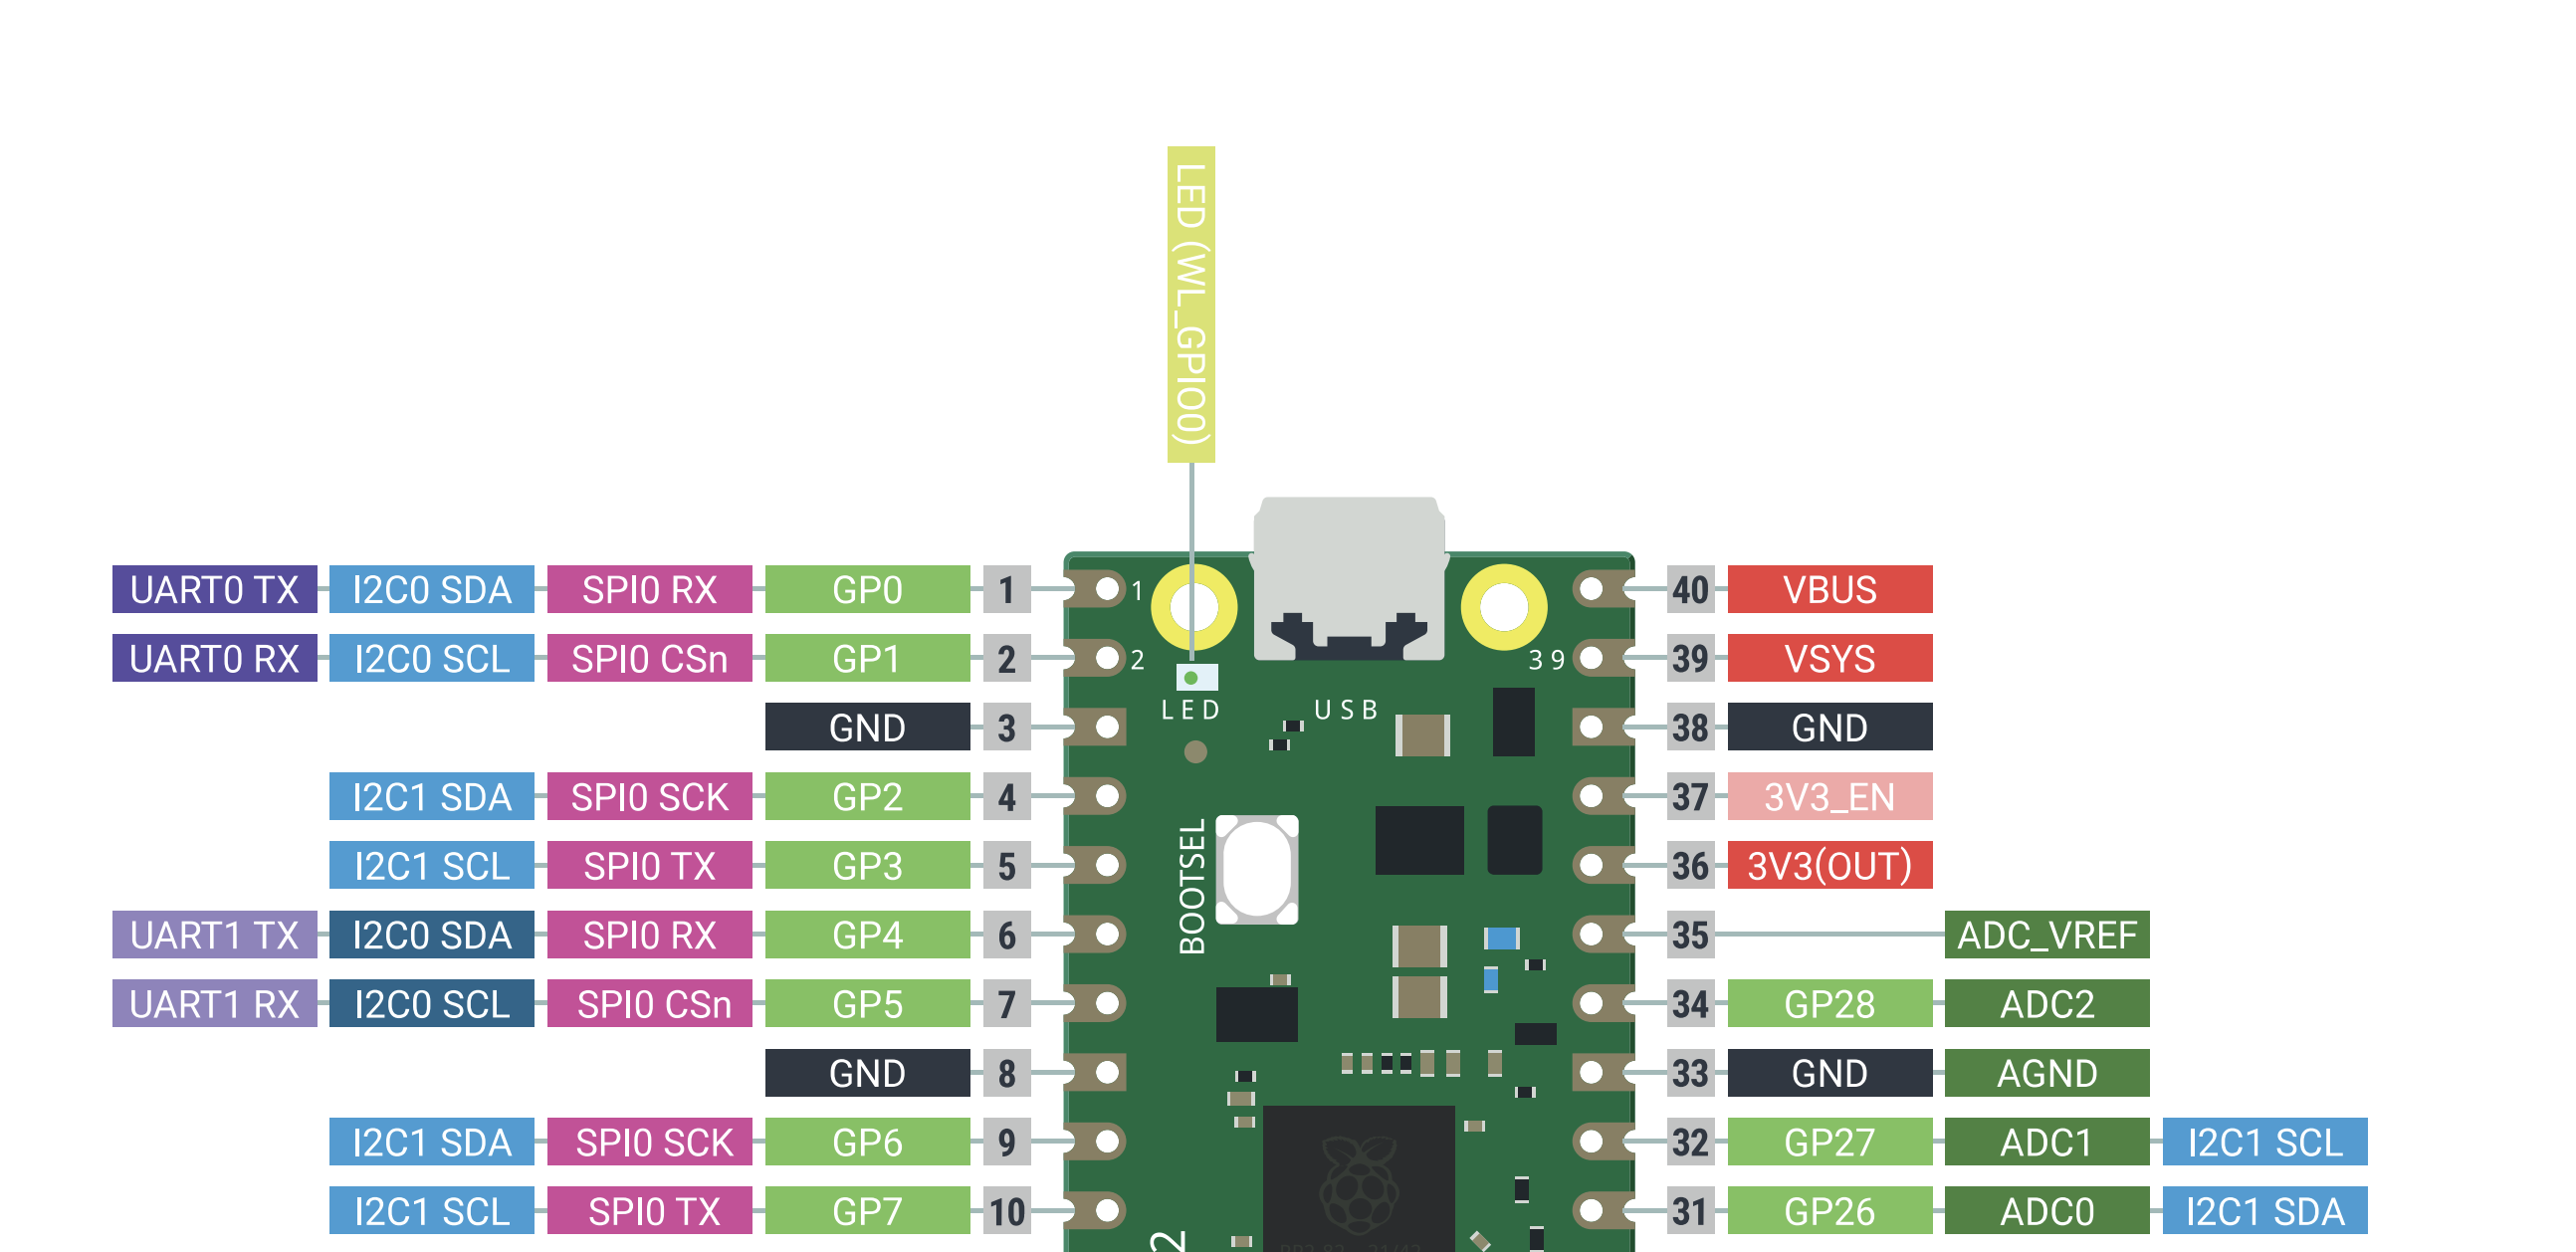 LED (WL_GPIO0)
UART0 TX I2C0 SDA SPI0 RX GP0 1 1 40 VBUS
UART0 RX I2C0 SCL SPI0 CSn GP1 2 2 39 39 VSYS
LED USB
GND 3 38 GND
I2C1 SDA SPI0 SCK GP2 4 37 3V3_EN
I2C1 SCL SPI0 TX GP3 5 36 3V3(OUT)
BOOTSEL
UART1 TX I2C0 SDA SPI0 RX GP4 6 35 ADC_VREF
UART1 RX I2C0 SCL SPI0 CSn GP5 7 34 GP28 ADC2
GND 8 33 GND AGND
I2C1 SDA SPI0 SCK GP6 9 32 GP27 ADC1 I2C1 SCL
I2C1 SCL SPI0 TX GP7 10 31 GP26 ADC0 I2C1 SDA
2